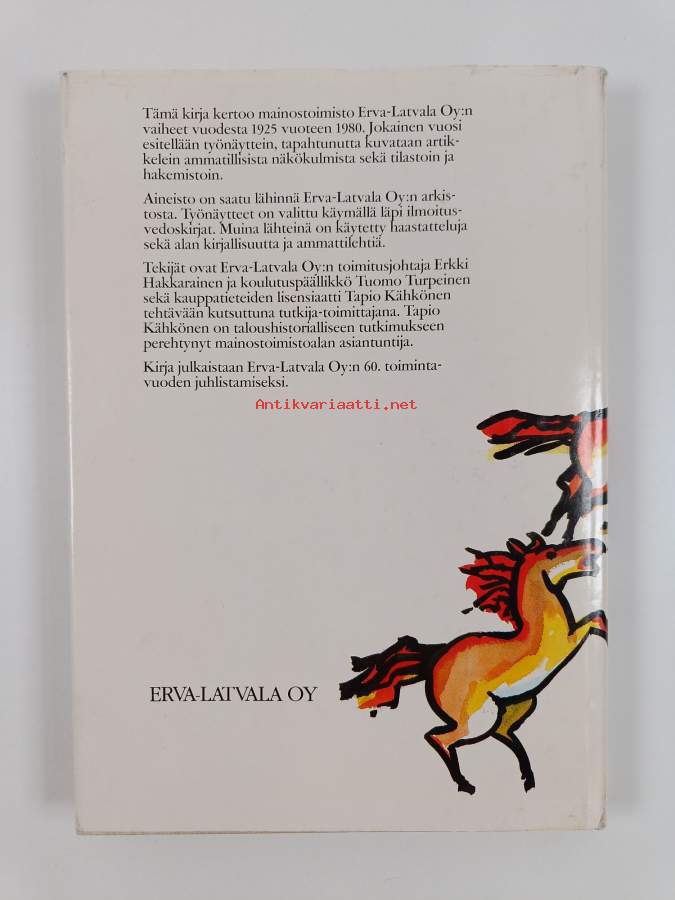 Tämä kirja kertoo mainostoimisto Erva-Latvala Oy:n
vaiheet vuodesta 1925 vuoteen 1980. Jokainen vuosi
esitellään työnäyttein, tapahtunutta kuvataan artik-
kelein ammatillisista näkökulmista sekä tilastoin ja
hakemistoin.
Aineisto on saatu lähinnä Erva-Latvala Oy:n arkis-
tosta. Työnäytteet on valittu käymällä läpi ilmoitus-
vedoskirjat. Muina lähteinä on käytetty haastatteluja
sekä alan kirjallisuutta ja ammattilehtiä.
Tekijät ovat Erva-Latvala Oy:n toimitusjohtaja Erkki
Hakkarainen ja koulutuspäällikkö Tuomo Turpeinen
sekä kauppatieteiden lisensiaatti Tapio Kähkönen
tehtävään kutsuttuna tutkija-toimittajana. Tapio
Kähkönen on taloushistorialliseen tutkimukseen
perehtynyt mainostoimistoalan asiantuntija.
Kirja julkaistaan Erva-Latvala Oy:n 60. toiminta-
vuoden juhlistamiseksi.
Antikvariaatti.net
ERVA-LATVALA OY